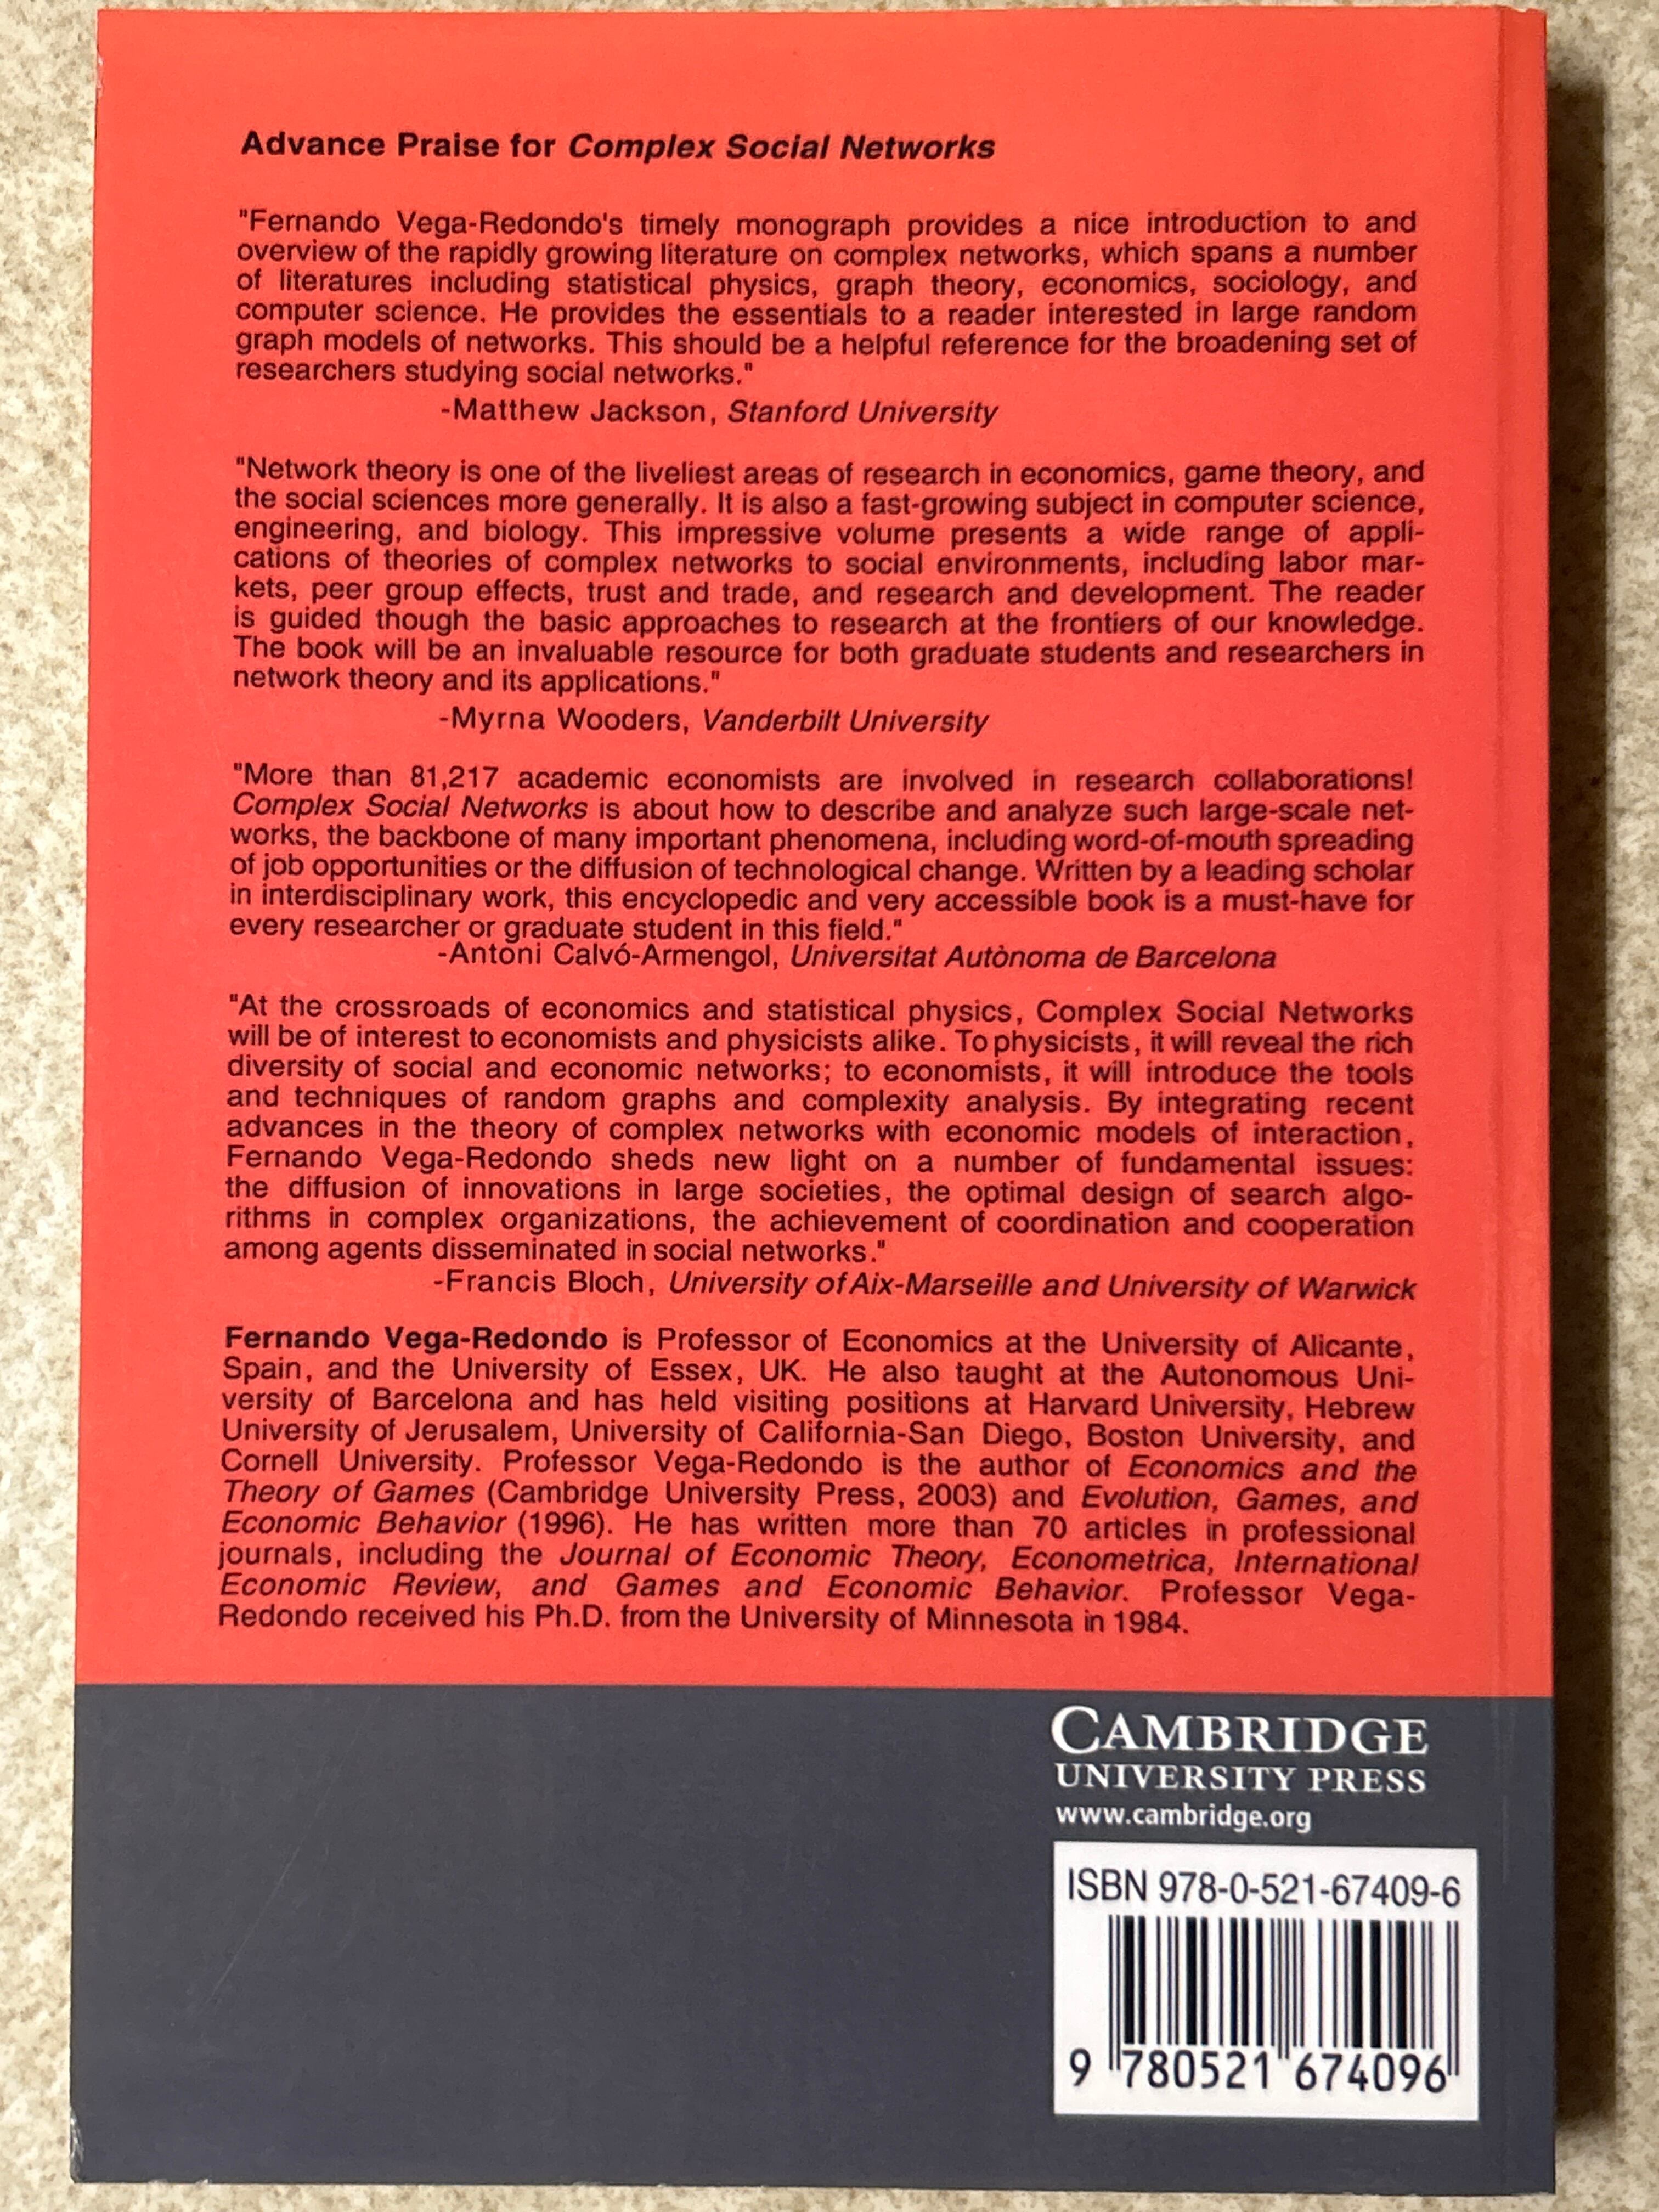 Advance Praise for Complex Social Networks
"Fernando Vega-Redondo's timely monograph provides a nice introduction to and
overview of the rapidly growing literature on complex networks, which spans a number
of literatures including statistical physics, graph theory, economics, sociology, and
computer science. He provides the essentials to a reader interested in large random
graph models of networks. This should be a helpful reference for the broadening set of
researchers studying social networks."
-Matthew Jackson, Stanford University
"Network theory is one of the liveliest areas of research in economics, game theory, and
the social sciences more generally. It is also a fast-growing subject in computer science,
engineering, and biology. This impressive volume presents a wide range of appli-
cations of theories of complex networks to social environments, including labor mar-
kets, peer group effects, trust and trade, and research and development. The reader
is guided though the basic approaches to research at the frontiers of our knowledge.
The book will be an invaluable resource for both graduate students and researchers in
network theory and its applications."
-Myrna Wooders, Vanderbilt University
"More than 81,217 academic economists are involved in research collaborations!
Complex Social Networks is about how to describe and analyze such large-scale net-
works, the backbone of many important phenomena, including word-of-mouth spreading
of job opportunities or the diffusion of technological change. Written by a leading scholar
in interdisciplinary work, this encyclopedic and very accessible book is a must-have for
every researcher or graduate student in this field."
-Antoni Calvó-Armengol, Universitat Autònoma de Barcelona
"At the crossroads of economics and statistical physics, Complex Social Networks
will be of interest to economists and physicists alike. To physicists, it will reveal the rich
diversity of social and economic networks; to economists, it will introduce the tools
and techniques of random graphs and complexity analysis. By integrating recent
advances in the theory of complex networks with economic models of interaction,
Fernando Vega-Redondo sheds new light on a number of fundamental issues:
the diffusion of innovations in large societies, the optimal design of search algo-
rithms in complex organizations, the achievement of coordination and cooperation
among agents disseminated in social networks."
-Francis Bloch, University of Aix-Marseille and University of Warwick
Fernando Vega-Redondo is Professor of Economics at the University of Alicante,
Spain, and the University of Essex, UK. He also taught at the Autonomous Uni-
versity of Barcelona and has held visiting positions at Harvard University, Hebrew
University of Jerusalem, University of California-San Diego, Boston University, and
Cornell University. Professor Vega-Redondo is the author of Economics and the
Theory of Games (Cambridge University Press, 2003) and Evolution, Games, and
Economic Behavior (1996). He has written more than 70 articles in professional
journals, including the Journal of Economic Theory, Econometrica, International
Economic Review, and Games and Economic Behavior. Professor Vega-
Redondo received his Ph.D. from the University of Minnesota in 1984.
CAMBRIDGE
UNIVERSITY PRESS
www.cambridge.org
ISBN 978-0-521-67409-6
9 780521 674096